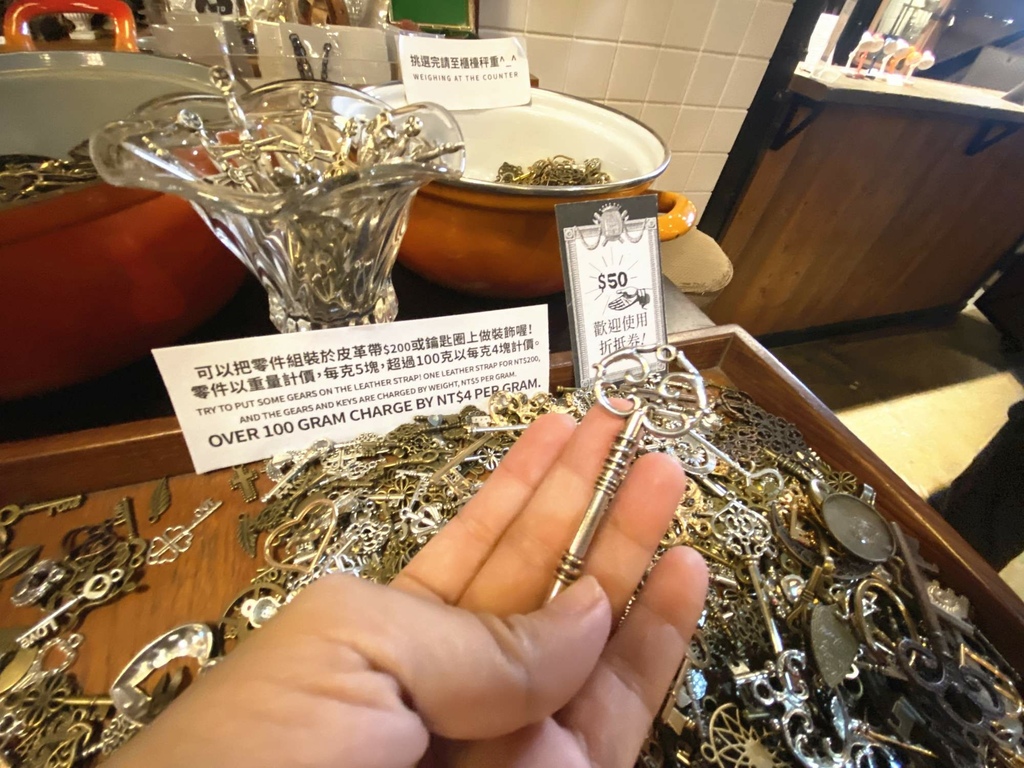 挑選完請至櫃檯秤重^_^
WEIGHING AT THE COUNTER
$50
歡迎使用
折抵券!
可以把零件組裝於皮革帶$200或鑰匙圈上做裝飾喔!
零件以重量計價,每克5塊,超過100克以每克4塊計價。
TRY TO PUT SOME GEARS ON THE LEATHER STRAP! ONE LEATHER STRAP FOR NT$200,
AND THE GEARS AND KEYS ARE CHARGED BY WEIGHT, NT$5 PER GRAM.
OVER 100 GRAM CHARGE BY NT$4 PER GRAM.